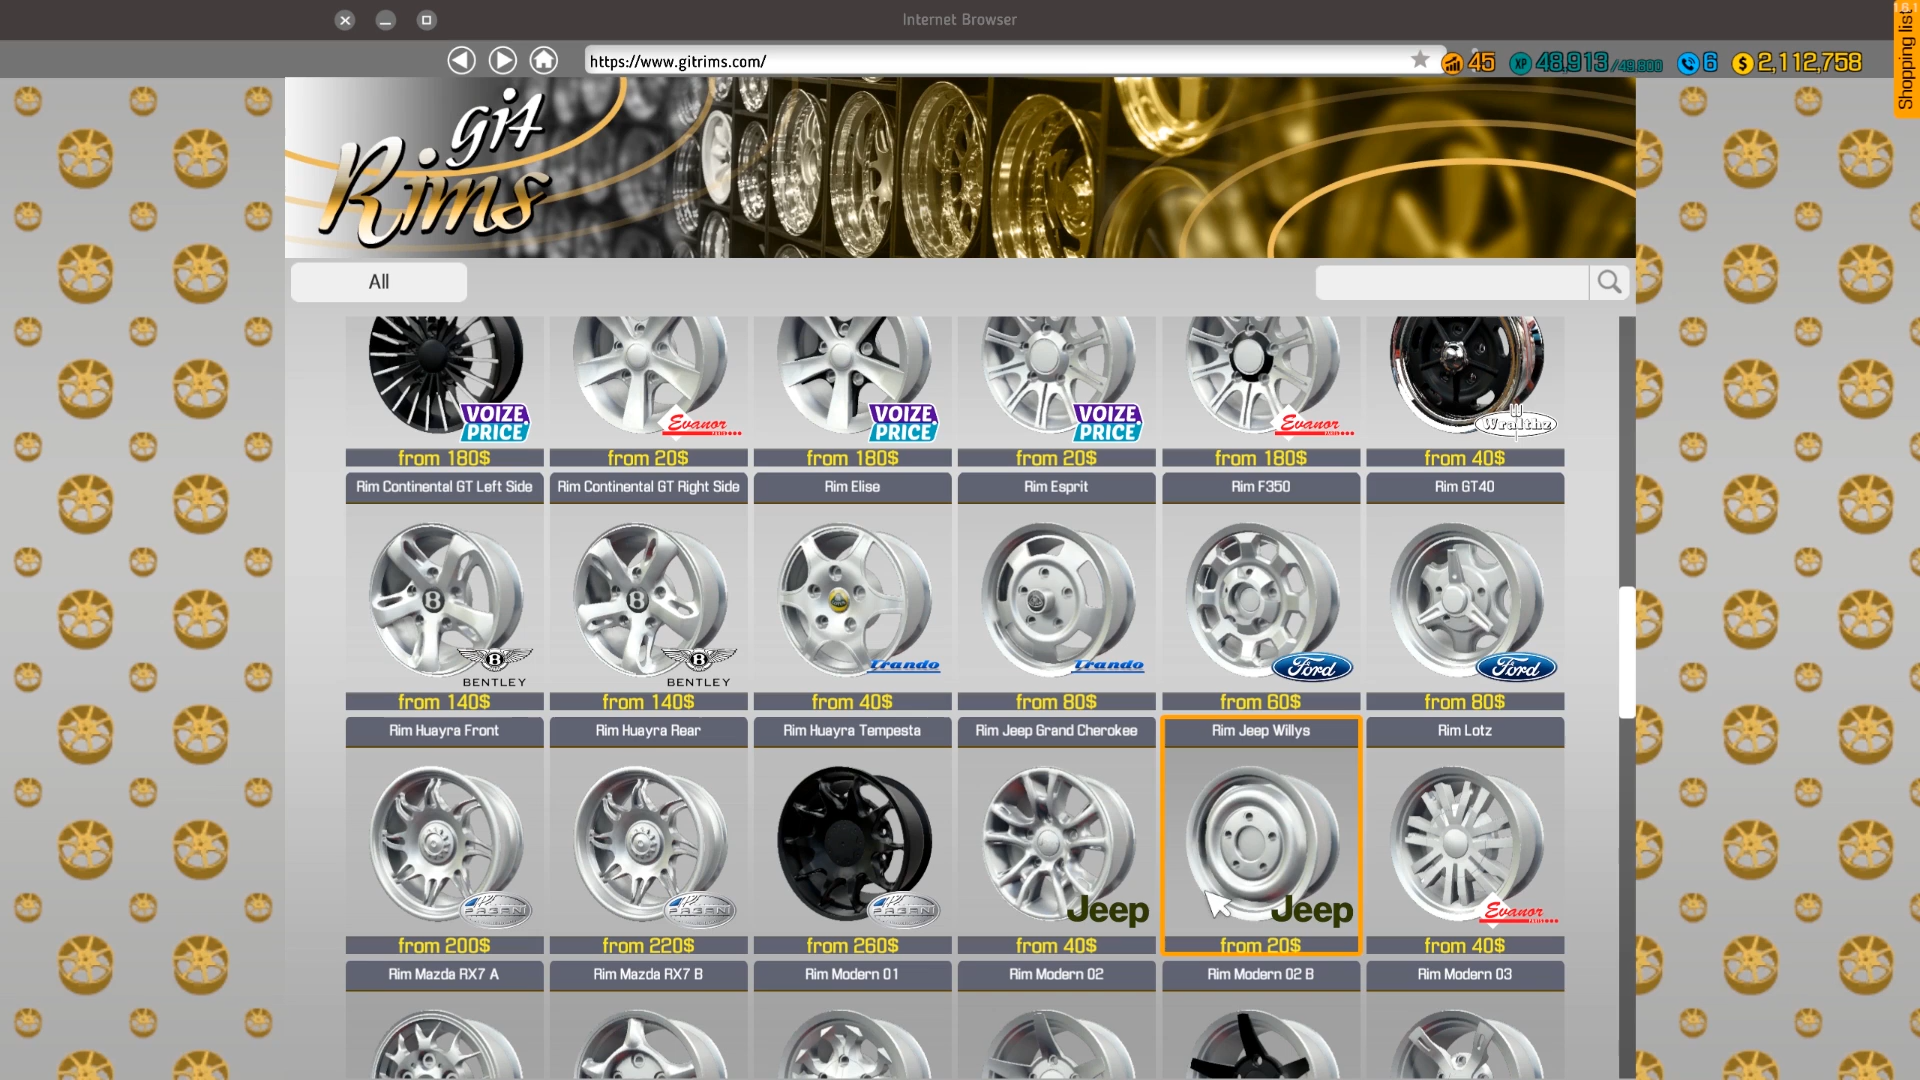 Internet Browser
https://www.gitrims.com/
45 XP 48,913/49,800 6 $ 2,112,758
Shopping list
git
Rims
All
VOIZE PRICE Evanor VOIZE PRICE VOIZE PRICE Evanor Wralthz
from 180$ from 20$ from 180$ from 20$ from 180$ from 40$
Rim Continental GT Left Side Rim Continental GT Right Side Rim Elise Rim Esprit Rim F350 Rim GT40
B BENTLEY B BENTLEY Trando Trando Ford Ford
from 140$ from 140$ from 40$ from 80$ from 60$ from 80$
Rim Huayra Front Rim Huayra Rear Rim Huayra Tempesta Rim Jeep Grand Cherokee Rim Jeep Willys Rim Lotz
PAGANI PAGANI PAGANI Jeep Jeep Evanor
from 200$ from 220$ from 260$ from 40$ from 20$ from 40$
Rim Mazda RX7 A Rim Mazda RX7 B Rim Modern 01 Rim Modern 02 Rim Modern 02 B Rim Modern 03